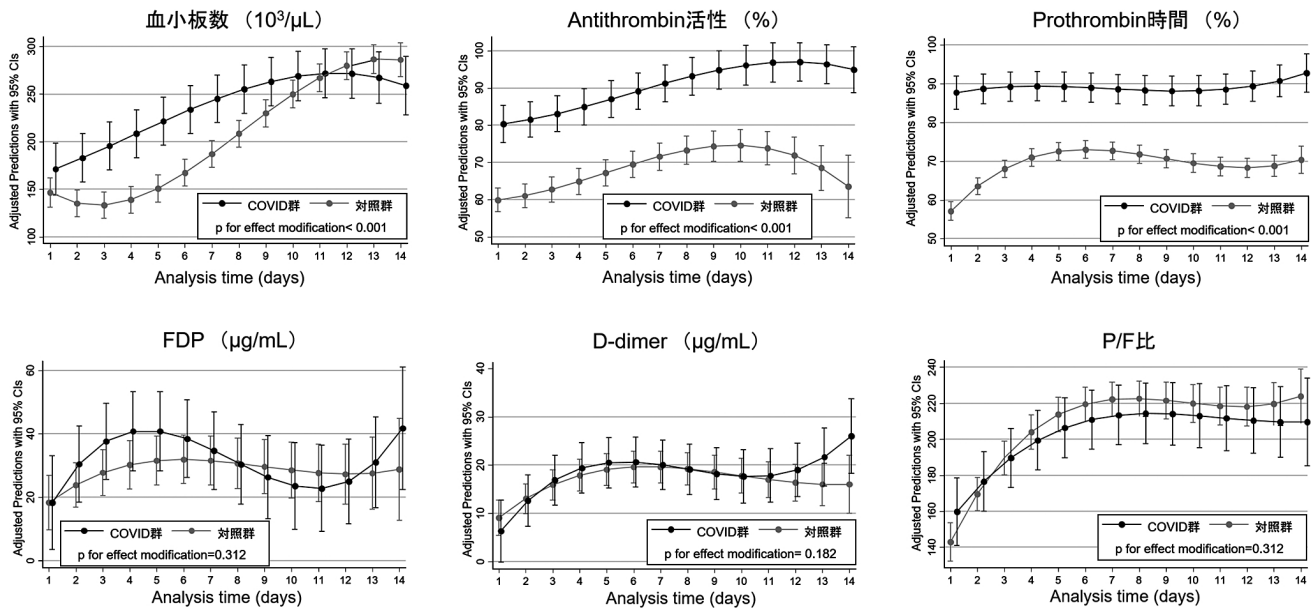 血小板数 （10³/μL）
Adjusted Predictions with 95% CIs
300
250
200
150
100
COVID群 対照群
p for effect modification< 0.001
1 2 3 4 5 6 7 8 9 10 11 12 13 14
Analysis time (days)
Antithrombin活性 （%）
Adjusted Predictions with 95% CIs
100
90
80
70
60
50
COVID群 対照群
p for effect modification< 0.001
1 2 3 4 5 6 7 8 9 10 11 12 13 14
Analysis time (days)
Prothrombin時間 （%）
Adjusted Predictions with 95% CIs
100
90
80
70
60
50
COVID群 対照群
p for effect modification< 0.001
1 2 3 4 5 6 7 8 9 10 11 12 13 14
Analysis time (days)
FDP （μg/mL）
Adjusted Predictions with 95% CIs
60
40
20
0
COVID群 対照群
p for effect modification=0.312
1 2 3 4 5 6 7 8 9 10 11 12 13 14
Analysis time (days)
D-dimer （μg/mL）
Adjusted Predictions with 95% CIs
40
30
20
10
0
COVID群 対照群
p for effect modification= 0.182
1 2 3 4 5 6 7 8 9 10 11 12 13 14
Analysis time (days)
P/F比
Adjusted Predictions with 95% CIs
240
220
200
180
160
140
COVID群 対照群
p for effect modification=0.312
1 2 3 4 5 6 7 8 9 10 11 12 13 14
Analysis time (days)